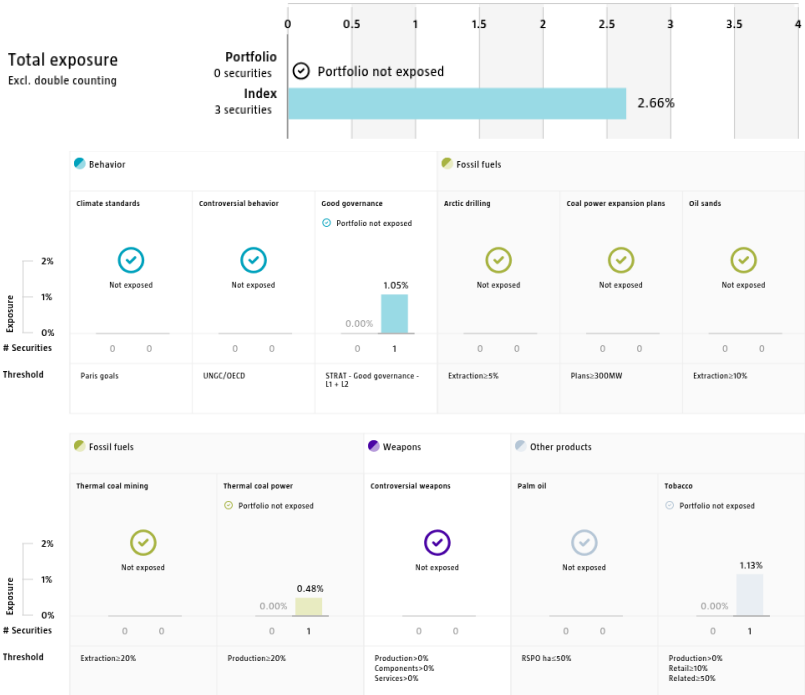 0 0.5 1 1.5 2 2.5 3 3.5 4
Total exposure
Excl. double counting
Portfolio
0 securities
Portfolio not exposed
Index
3 securities
2.66%
Behavior
Fossil fuels
Climate standards
Controversial behavior
Good governance
Arctic drilling
Coal power expansion plans
Oil sands
Portfolio not exposed
Exposure
2%
1%
0%
Not exposed
Not exposed
0.00%
1.05%
Not exposed
Not exposed
Not exposed
# Securities
0 0
0 0
0 1
0 0
0 0
0 0
Threshold
Paris goals
UNGC/OECD
STRAT - Good governance -
L1 + L2
Extraction≥5%
Plans≥300MW
Extraction≥10%
Fossil fuels
Weapons
Other products
Thermal coal mining
Thermal coal power
Controversial weapons
Palm oil
Tobacco
Portfolio not exposed
Portfolio not exposed
Exposure
2%
1%
0%
Not exposed
0.00%
0.48%
Not exposed
Not exposed
0.00%
1.13%
# Securities
0 0
0 1
0 0
0 0
0 1
Threshold
Extraction≥20%
Production≥20%
Production>0%
Components>0%
Services>0%
RSPO ha≤50%
Production>0%
Retail≥10%
Related≥50%